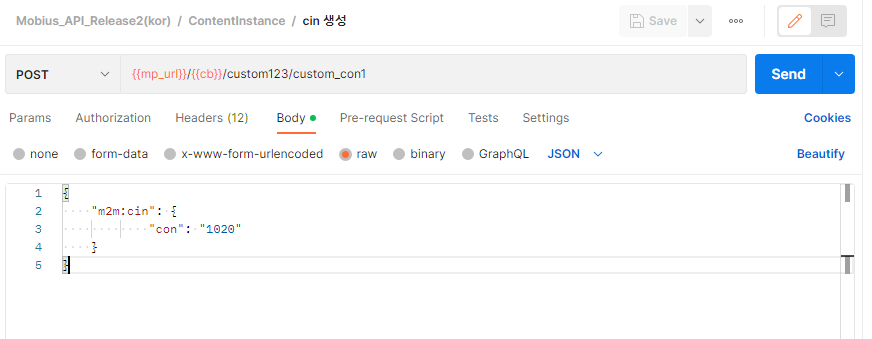 Mobius_API_Release2(kor) / ContentInstance / cin 생성
Save
POST
{{mp_url}}/{{cb}}/custom123/custom_con1
Send
Params Authorization Headers (12) Body Pre-request Script Tests Settings Cookies
none form-data x-www-form-urlencoded raw binary GraphQL JSON Beautify
1 {
2 "m2m:cin": {
3 "con": "1020"
4 }
5 }